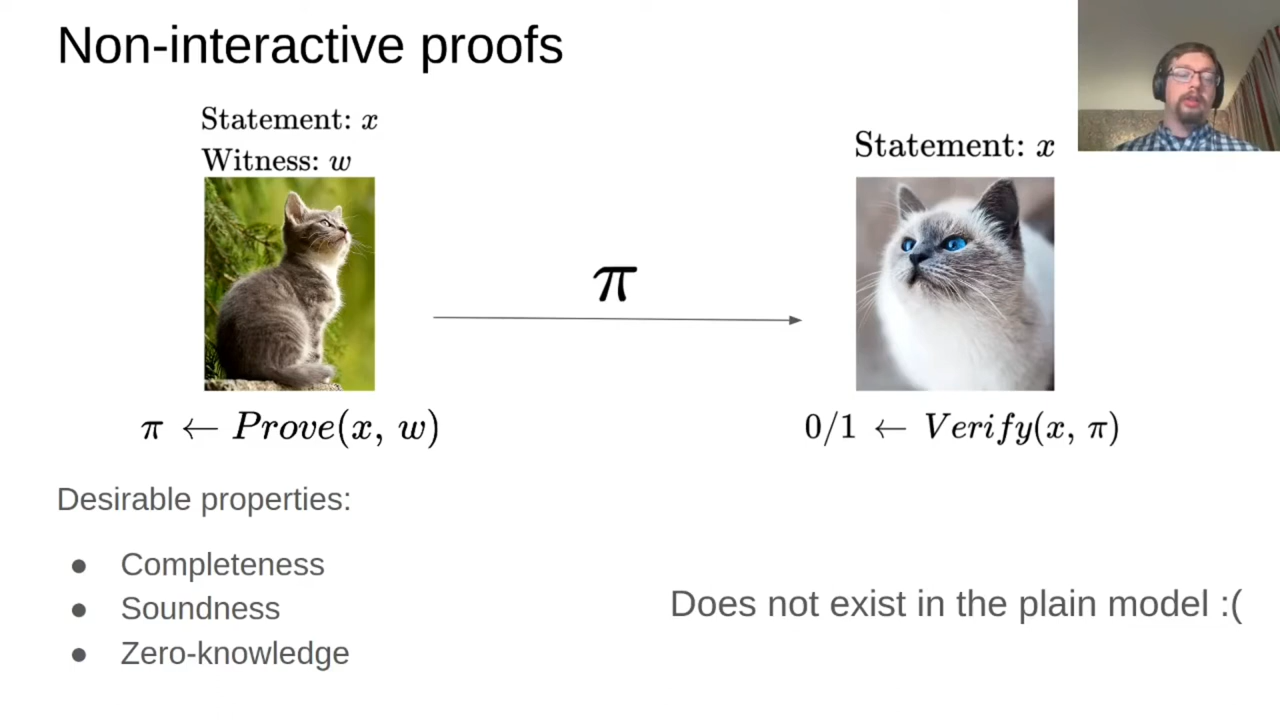 Non-interactive proofs
Statement: x
Witness: w
Statement: x
π
π ← Prove(x, w)
0/1 ← Verify(x, π)
Desirable properties:
● Completeness
● Soundness
● Zero-knowledge
Does not exist in the plain model :(